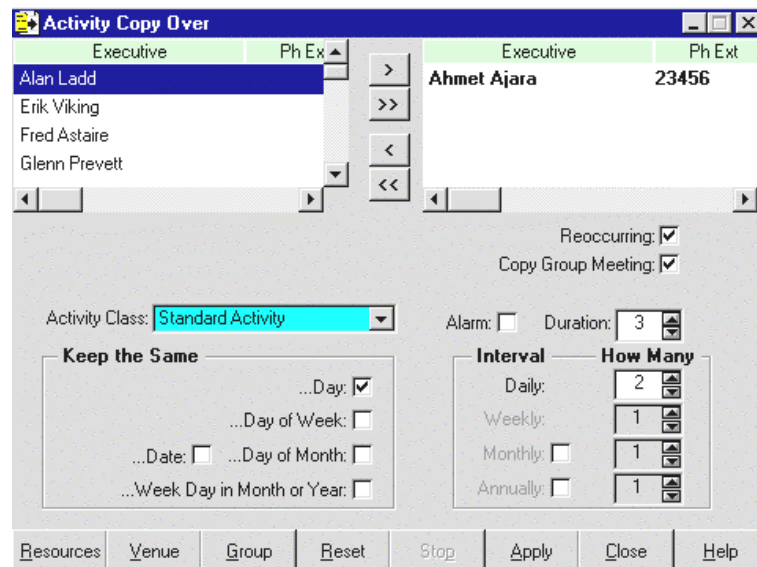 Activity Copy Over
Executive Ph Ex Executive Ph Ext
Alan Ladd > Ahmet Ajara 23456
Erik Viking >>
Fred Astaire
Glenn Prevett <
<<
Reoccurring:
Copy Group Meeting:
Activity Class: Standard Activity Alarm: Duration: 3
Keep the Same Interval How Many
...Day: Daily: 2
...Day of Week: Weekly: 1
...Date: ...Day of Month: Monthly: 1
...Week Day in Month or Year: Annually: 1
Resources Venue Group Reset Stop Apply Close Help